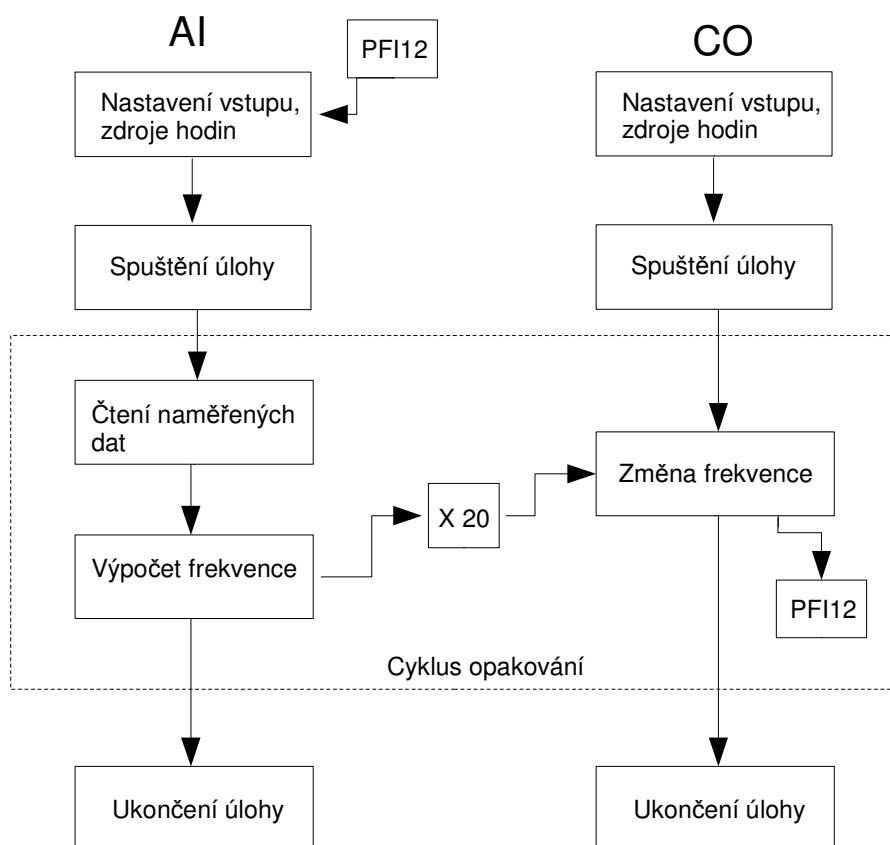 AI
PFI12
CO
Nastavení vstupu,
zdroje hodin
Nastavení vstupu,
zdroje hodin
Spuštění úlohy
Spuštění úlohy
Čtení naměřených
dat
Změna frekvence
X 20
Výpočet frekvence
PFI12
Cyklus opakování
Ukončení úlohy
Ukončení úlohy